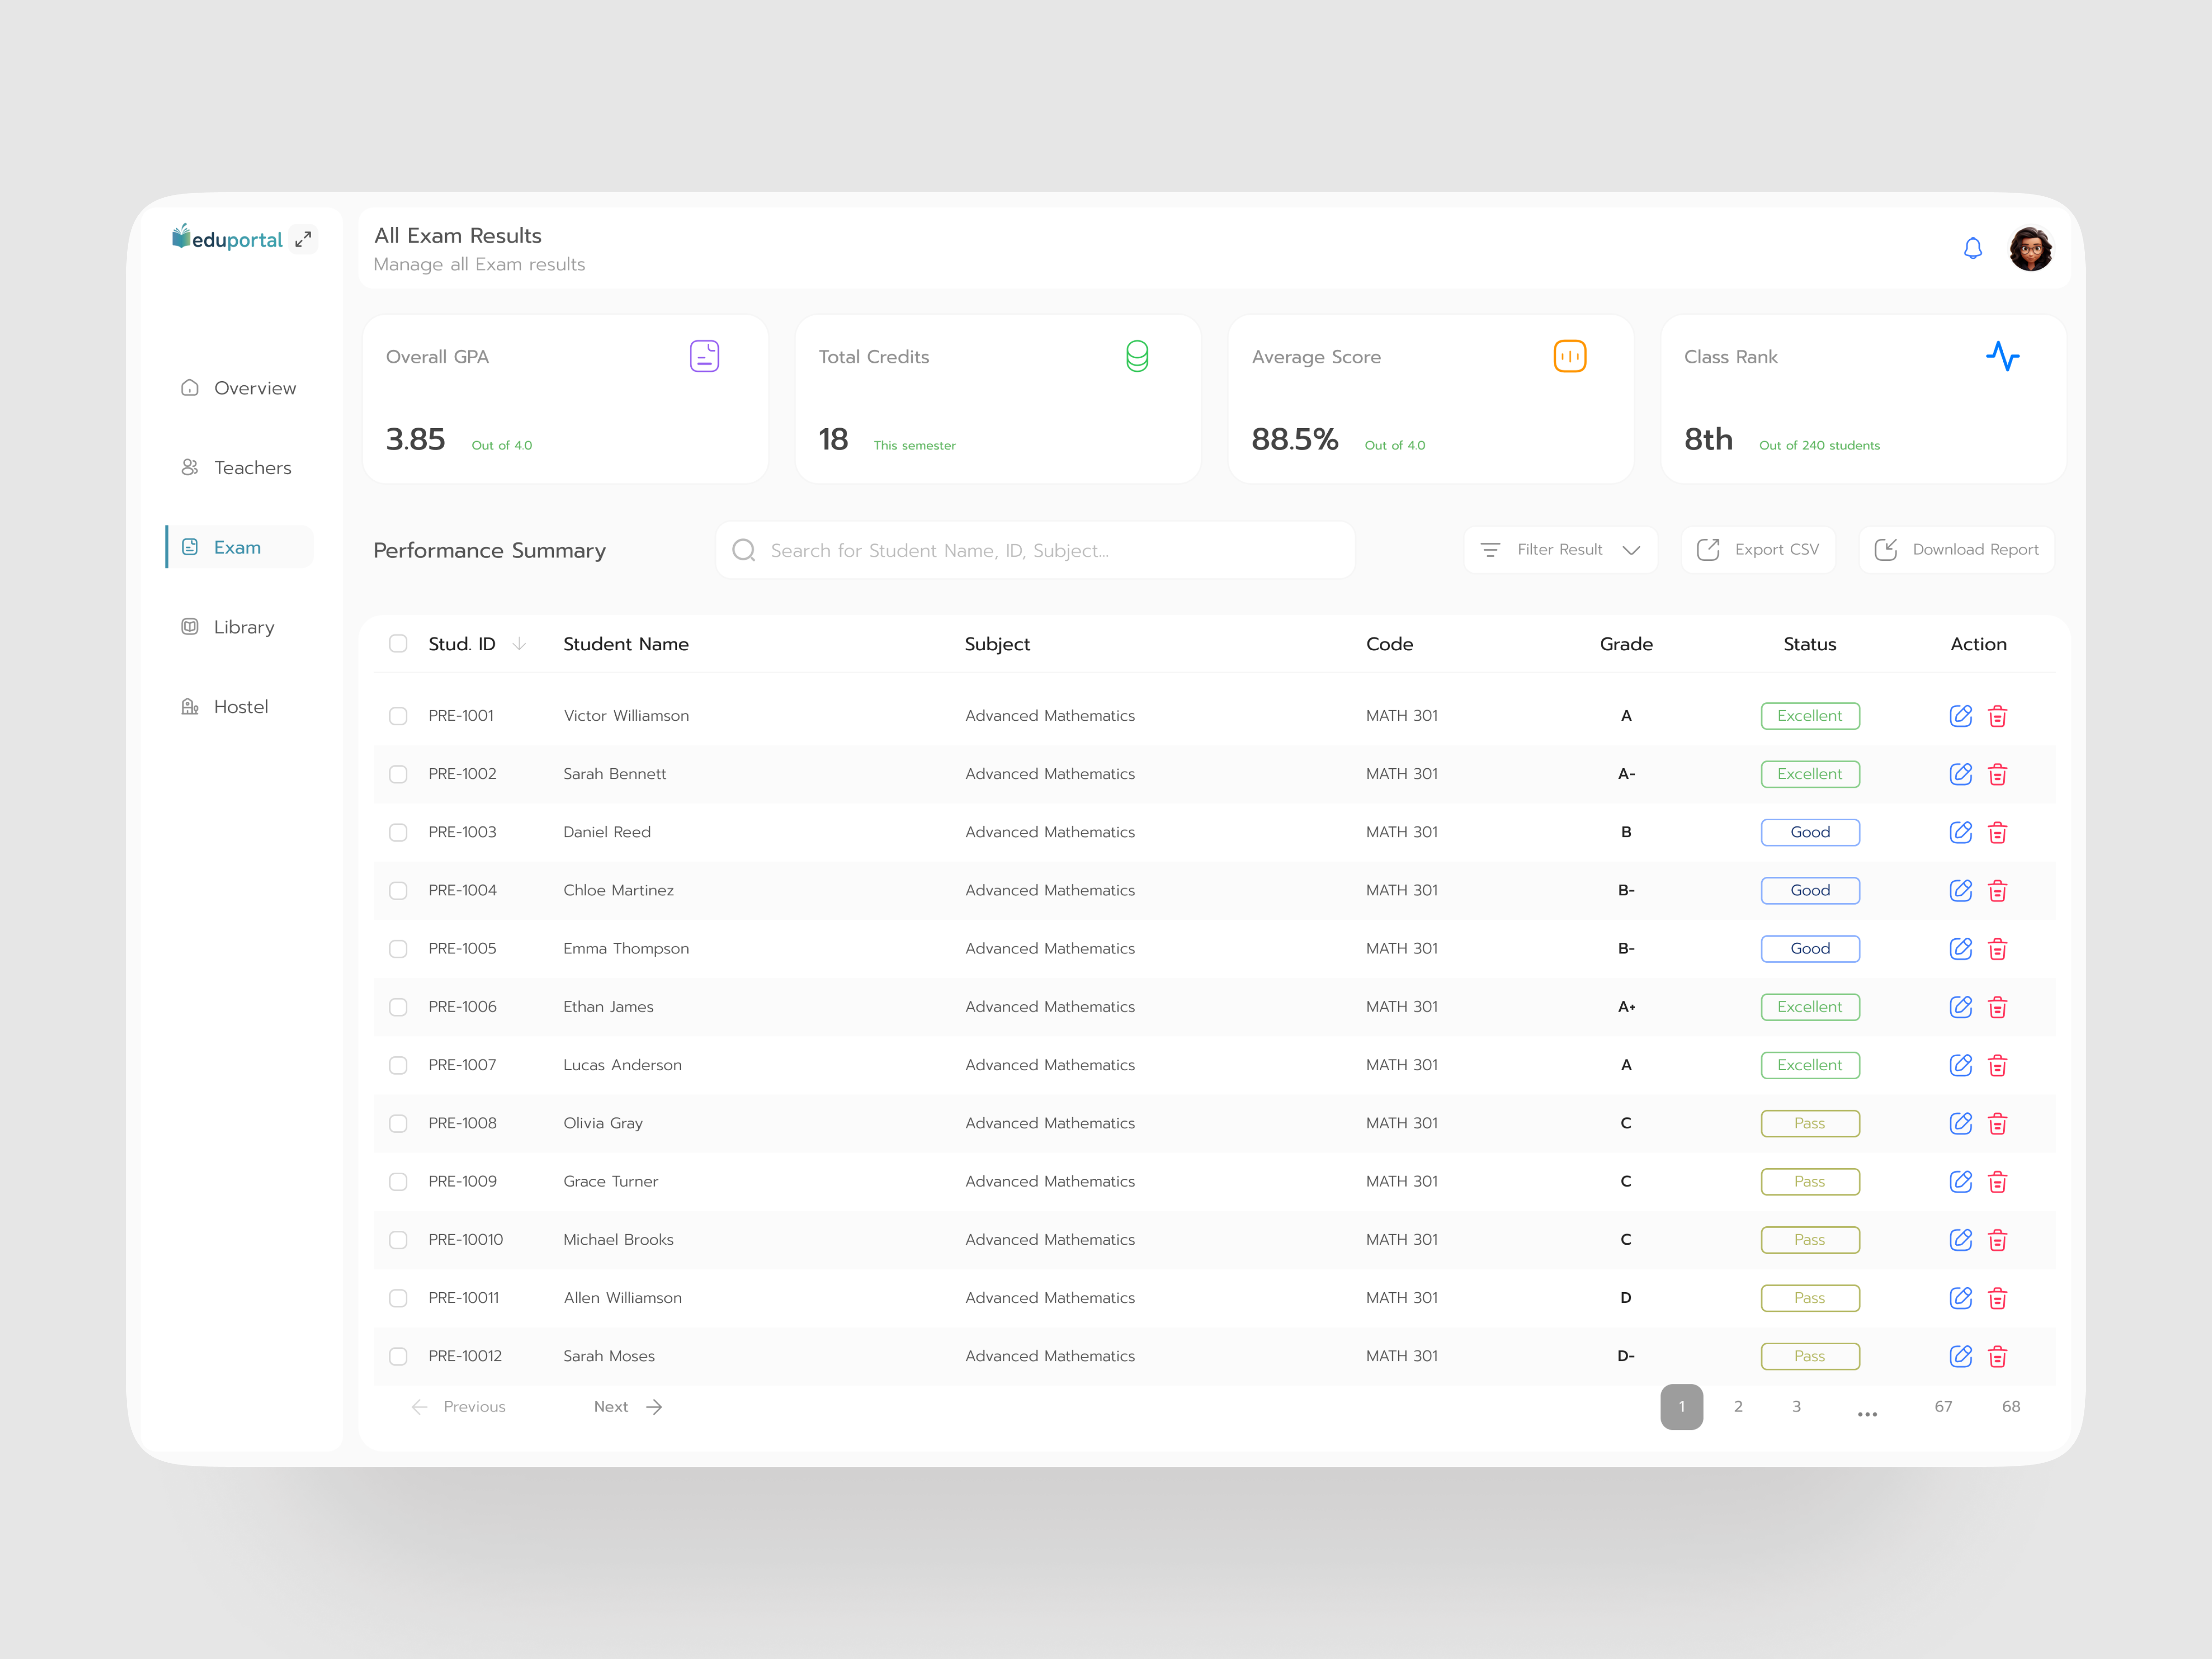 eduportal
All Exam Results
Manage all Exam results
Overview
Teachers
Exam
Library
Hostel
Overall GPA
3.85 Out of 4.0
Total Credits
18 This semester
Average Score
88.5% Out of 4.0
Class Rank
8th Out of 240 students
Performance Summary
Search for Student Name, ID, Subject...
Filter Result
Export CSV
Download Report
Stud. ID Student Name Subject Code Grade Status Action
PRE-1001 Victor Williamson Advanced Mathematics MATH 301 A Excellent
PRE-1002 Sarah Bennett Advanced Mathematics MATH 301 A- Excellent
PRE-1003 Daniel Reed Advanced Mathematics MATH 301 B Good
PRE-1004 Chloe Martinez Advanced Mathematics MATH 301 B- Good
PRE-1005 Emma Thompson Advanced Mathematics MATH 301 B- Good
PRE-1006 Ethan James Advanced Mathematics MATH 301 A+ Excellent
PRE-1007 Lucas Anderson Advanced Mathematics MATH 301 A Excellent
PRE-1008 Olivia Gray Advanced Mathematics MATH 301 C Pass
PRE-1009 Grace Turner Advanced Mathematics MATH 301 C Pass
PRE-10010 Michael Brooks Advanced Mathematics MATH 301 C Pass
PRE-10011 Allen Williamson Advanced Mathematics MATH 301 D Pass
PRE-10012 Sarah Moses Advanced Mathematics MATH 301 D- Pass
Previous Next 1 2 3 ... 67 68